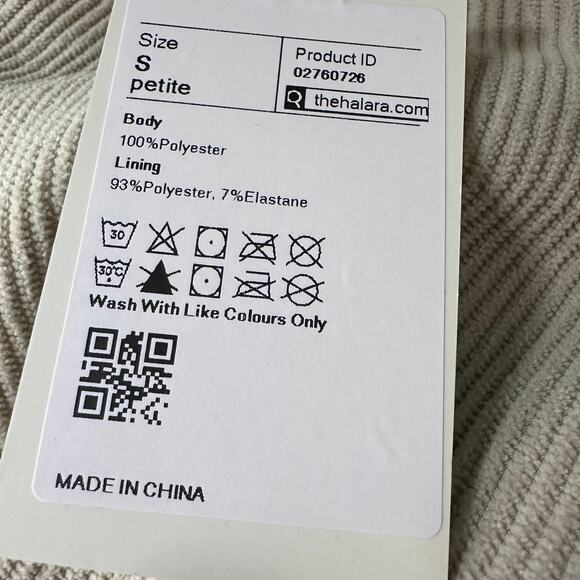 Size
S
petite
Product ID
02760726
thehalara.com
Body
100%Polyester
Lining
93%Polyester, 7%Elastane
30
30°C
Wash With Like Colours Only
MADE IN CHINA